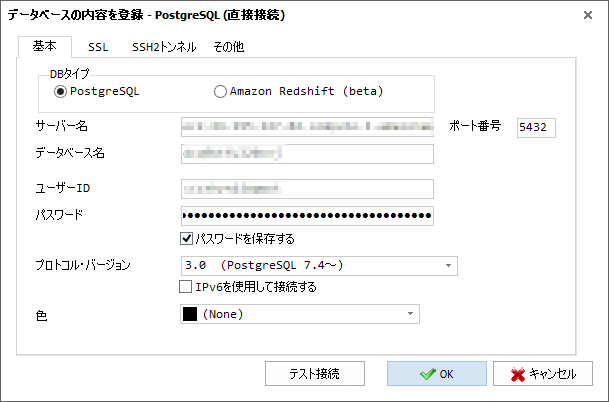 データベースの内容を登録 - PostgreSQL (直接接続)
基本 SSL SSH2トンネル その他
DBタイプ
PostgreSQL Amazon Redshift (beta)
サーバー名 ポート番号 5432
データベース名
ユーザーID
パスワード ••••••••••••••••••••••••••••••••••••
パスワードを保存する
プロトコル・バージョン 3.0 (PostgreSQL 7.4～)
IPv6を使用して接続する
色 (None)
テスト接続 OK キャンセル